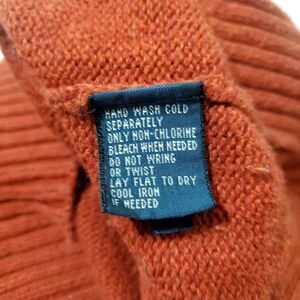 HAND WASH COLD
SEPARATELY
ONLY NON-CHLORINE
BLEACH WHEN NEEDED
DO NOT WRING
OR TWIST
LAY FLAT TO DRY
COOL IRON
IF NEEDED